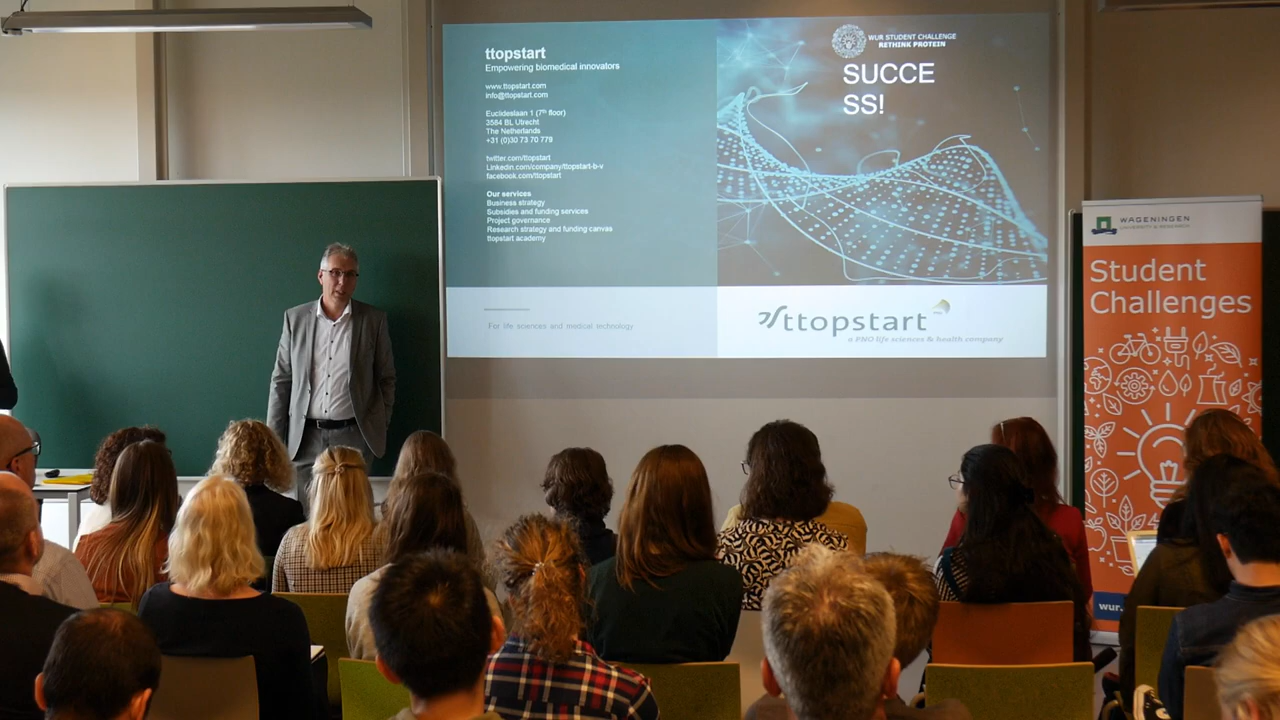 ttopstart
Empowering biomedical innovators
www.ttopstart.com
info@ttopstart.com
Euclideslaan 1 (7th floor)
3584 BL Utrecht
The Netherlands
+31 (0)30 73 70 779
twitter.com/ttopstart
Linkedin.com/company/ttopstart-b-v
facebook.com/ttopstart
Our services
Business strategy
Subsidies and funding services
Project governance
Research strategy and funding canvas
ttopstart academy
For life sciences and medical technology
WUR STUDENT CHALLENGE
RETHINK PROTEIN
SUCCE
SS!
ttopstart
a PNO life sciences & health company
WAGENINGEN
UNIVERSITY & RESEARCH
Student
Challenges
wur.